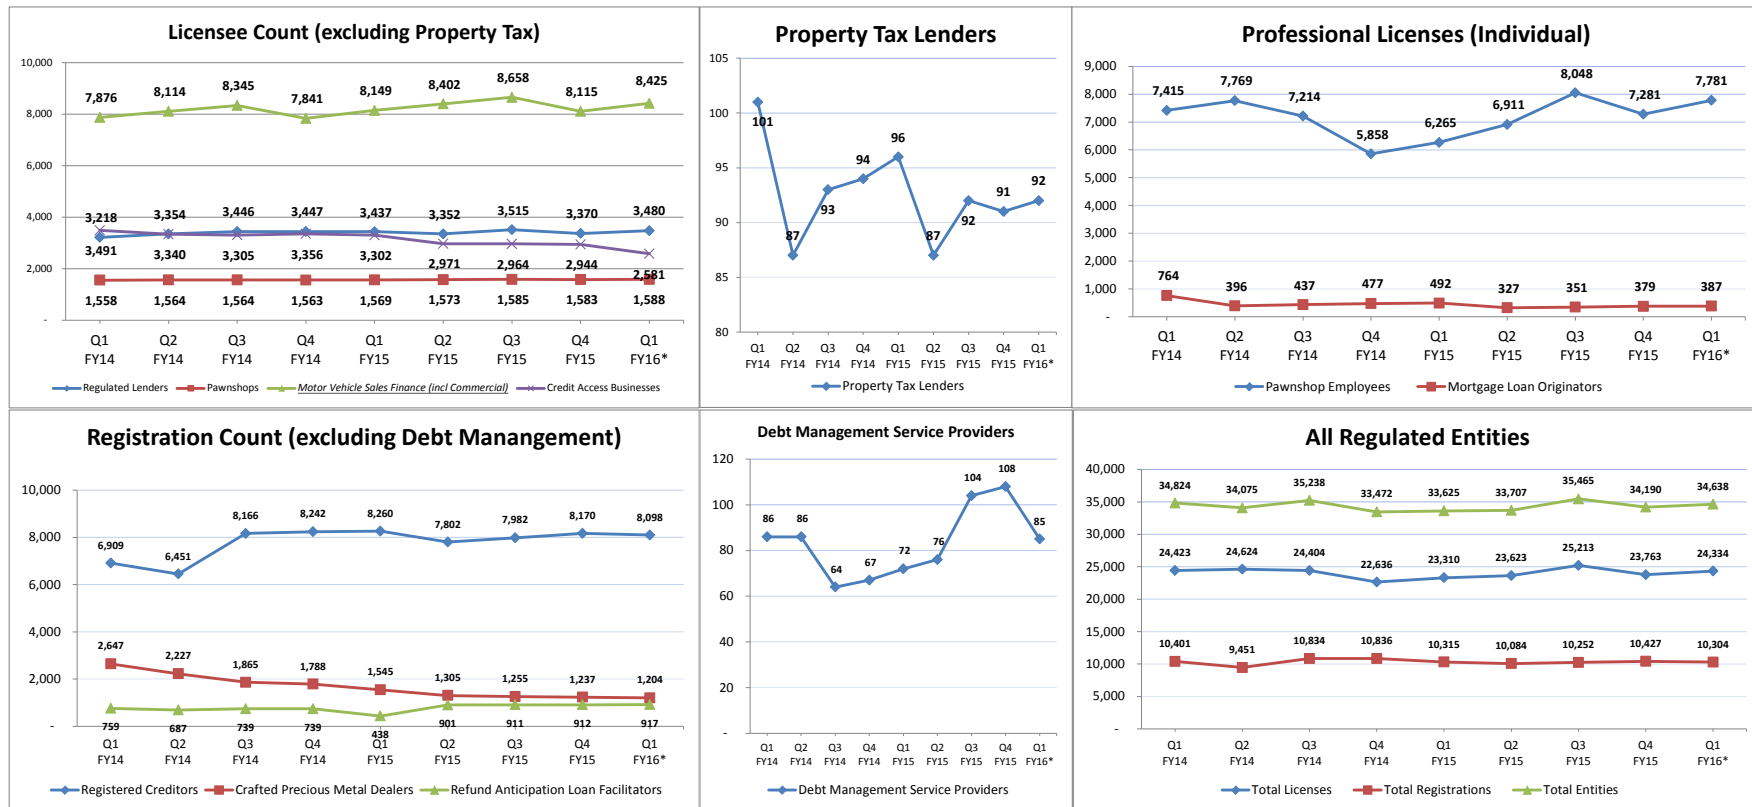 Licensee Count (excluding Property Tax)
10,000
8,000
6,000
4,000
2,000
-
7,876 8,114 8,345 7,841 8,149 8,402 8,658 8,115 8,425
3,218 3,354 3,446 3,447 3,437 3,352 3,515 3,370 3,480
3,491 3,340 3,305 3,356 3,302 2,971 2,964 2,944 2,581
1,558 1,564 1,564 1,563 1,569 1,573 1,585 1,583 1,588
Q1 Q2 Q3 Q4 Q1 Q2 Q3 Q4 Q1
FY14 FY14 FY14 FY14 FY15 FY15 FY15 FY15 FY16*
Regulated Lenders Pawnshops Motor Vehicle Sales Finance (incl Commercial) Credit Access Businesses
Property Tax Lenders
105
100
95
90
85
80
101 87 93 94 96 87 92 91 92
Q1 Q2 Q3 Q4 Q1 Q2 Q3 Q4 Q1
FY14 FY14 FY14 FY14 FY15 FY15 FY15 FY15 FY16*
Property Tax Lenders
Professional Licenses (Individual)
9,000
8,000
7,000
6,000
5,000
4,000
3,000
2,000
1,000
-
7,415 7,769 7,214 5,858 6,265 6,911 8,048 7,281 7,781
764 396 437 477 492 327 351 379 387
Q1 Q2 Q3 Q4 Q1 Q2 Q3 Q4 Q1
FY14 FY14 FY14 FY14 FY15 FY15 FY15 FY15 FY16*
Pawnshop Employees Mortgage Loan Originators
Registration Count (excluding Debt Manangement)
10,000
8,000
6,000
4,000
2,000
-
6,909 6,451 8,166 8,242 8,260 7,802 7,982 8,170 8,098
2,647 2,227 1,865 1,788 1,545 1,305 1,255 1,237 1,204
759 687 739 739 438 901 911 912 917
Q1 Q2 Q3 Q4 Q1 Q2 Q3 Q4 Q1
FY14 FY14 FY14 FY14 FY15 FY15 FY15 FY15 FY16*
Registered Creditors Crafted Precious Metal Dealers Refund Anticipation Loan Facilitators
Debt Management Service Providers
120
100
80
60
40
20
-
86 86 64 67 72 76 104 108 85
Q1 Q2 Q3 Q4 Q1 Q2 Q3 Q4 Q1
FY14 FY14 FY14 FY14 FY15 FY15 FY15 FY15 FY16*
Debt Management Service Providers
All Regulated Entities
40,000
35,000
30,000
25,000
20,000
15,000
10,000
5,000
-
34,824 34,075 35,238 33,472 33,625 33,707 35,465 34,190 34,638
24,423 24,624 24,404 22,636 23,310 23,623 25,213 23,763 24,334
10,401 9,451 10,834 10,836 10,315 10,084 10,252 10,427 10,304
Q1 Q2 Q3 Q4 Q1 Q2 Q3 Q4 Q1
FY14 FY14 FY14 FY14 FY15 FY15 FY15 FY15 FY16*
Total Licenses Total Registrations Total Entities